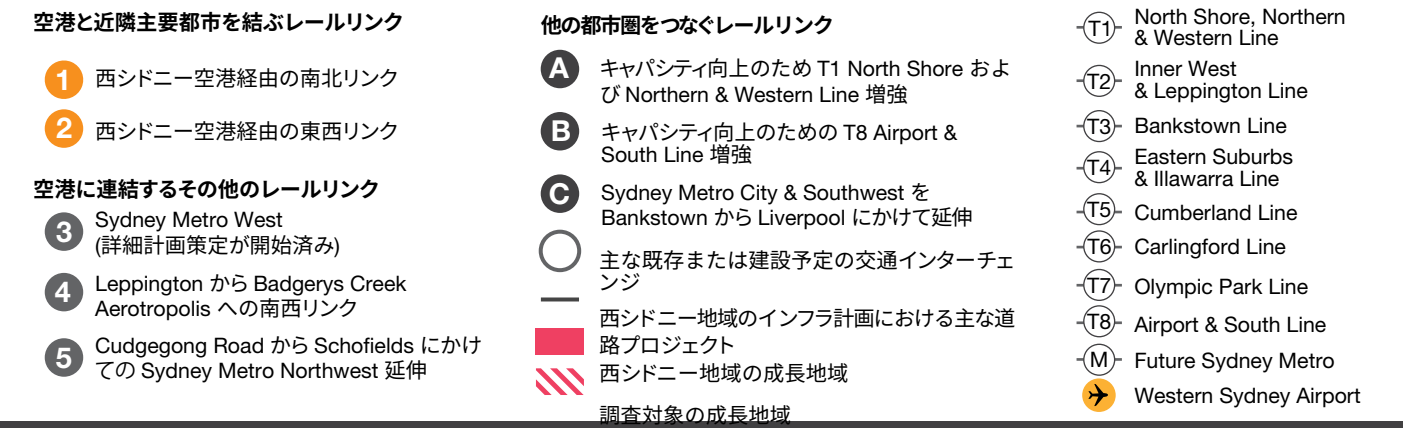 空港と近隣主要都市を結ぶレールリンク
1 西シドニー空港経由の南北リンク
2 西シドニー空港経由の東西リンク
空港に連結するその他のレールリンク
3 Sydney Metro West
(詳細計画策定が開始済み)
4 Leppington から Badgerys Creek
Aerotropolis への南西リンク
5 Cudgegong Road から Schofields にかけ
ての Sydney Metro Northwest 延伸
他の都市圏をつなぐレールリンク
A キャパシティ向上のため T1 North Shore およ
び Northern & Western Line 増強
B キャパシティ向上のための T8 Airport &
South Line 増強
C Sydney Metro City & Southwest を
Bankstown から Liverpool にかけて延伸
主な既存または建設予定の交通インターチェ
ンジ
西シドニー地域のインフラ計画における主な道
路プロジェクト
西シドニー地域の成長地域
調査対象の成長地域
T1 North Shore, Northern
& Western Line
T2 Inner West
& Leppington Line
T3 Bankstown Line
T4 Eastern Suburbs
& Illawarra Line
T5 Cumberland Line
T6 Carlingford Line
T7 Olympic Park Line
T8 Airport & South Line
M Future Sydney Metro
Western Sydney Airport